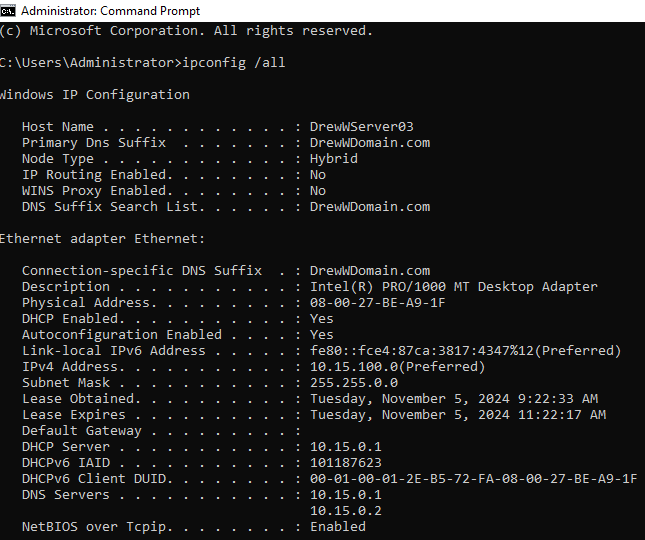 Administrator: Command Prompt
(c) Microsoft Corporation. All rights reserved.
C:\Users\Administrator>ipconfig /all
Windows IP Configuration
Host Name . . . . . . . . . . . . : DrewWServer03
Primary Dns Suffix  . . . . . . . : DrewWDomain.com
Node Type . . . . . . . . . . . . : Hybrid
IP Routing Enabled. . . . . . . . : No
WINS Proxy Enabled. . . . . . . . : No
DNS Suffix Search List. . . . . . : DrewWDomain.com
Ethernet adapter Ethernet:
Connection-specific DNS Suffix  . : DrewWDomain.com
Description . . . . . . . . . . . : Intel(R) PRO/1000 MT Desktop Adapter
Physical Address. . . . . . . . . : 08-00-27-BE-A9-1F
DHCP Enabled. . . . . . . . . . . : Yes
Autoconfiguration Enabled . . . . : Yes
Link-local IPv6 Address . . . . . : fe80::fce4:87ca:3817:4347%12(Preferred)
IPv4 Address. . . . . . . . . . . : 10.15.100.0(Preferred)
Subnet Mask . . . . . . . . . . . : 255.255.0.0
Lease Obtained. . . . . . . . . . : Tuesday, November 5, 2024 9:22:33 AM
Lease Expires . . . . . . . . . . : Tuesday, November 5, 2024 11:22:17 AM
Default Gateway . . . . . . . . . :
DHCP Server . . . . . . . . . . . : 10.15.0.1
DHCPv6 IAID . . . . . . . . . . . : 101187623
DHCPv6 Client DUID. . . . . . . . : 00-01-00-01-2E-B5-72-FA-08-00-27-BE-A9-1F
DNS Servers . . . . . . . . . . . : 10.15.0.1
10.15.0.2
NetBIOS over Tcpip. . . . . . . . : Enabled